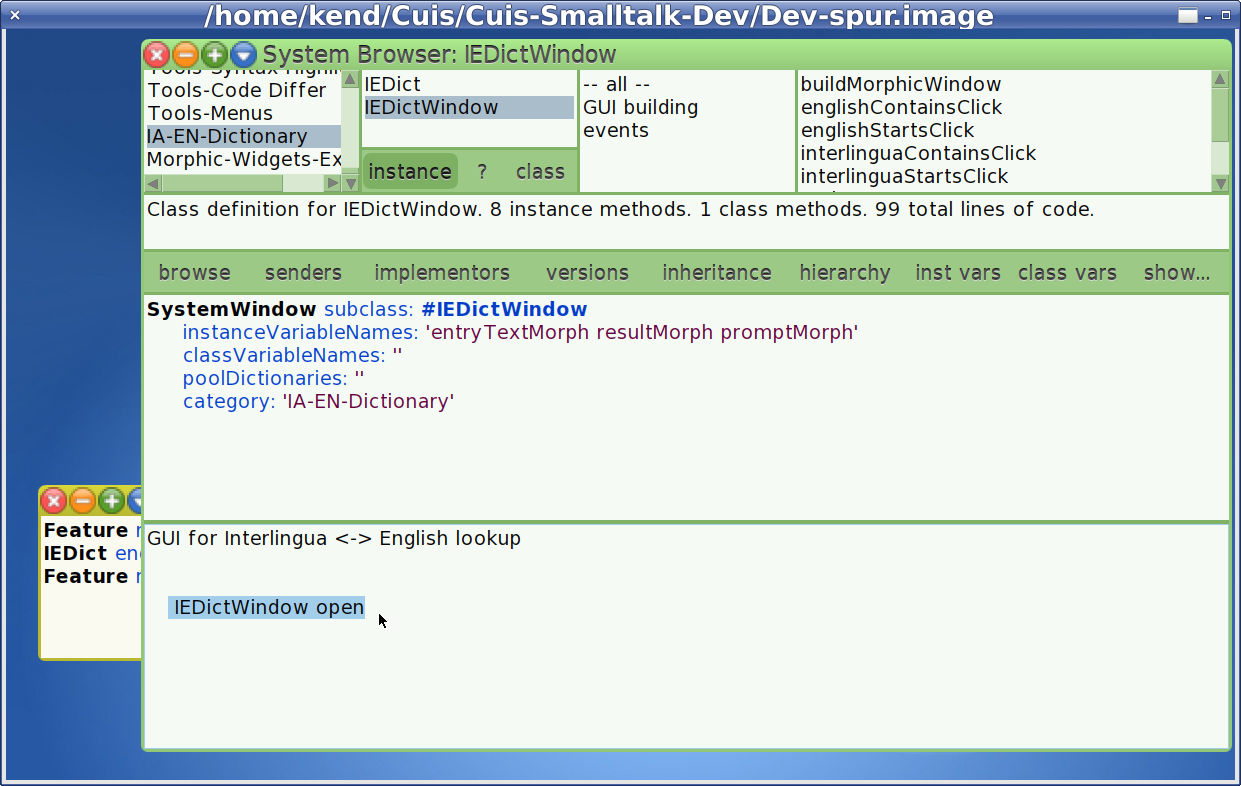 /home/kend/Cuis/Cuis-Smalltalk-Dev/Dev-spur.image
System Browser: IEDictWindow
Tools-Code Differ
Tools-Menus
IA-EN-Dictionary
Morphic-Widgets-Ex
IEDict
IEDictWindow
instance ? class
-- all --
GUI building
events
buildMorphicWindow
englishContainsClick
englishStartsClick
interlinguaContainsClick
interlinguaStartsClick
Class definition for IEDictWindow. 8 instance methods. 1 class methods. 99 total lines of code.
browse senders implementors versions inheritance hierarchy inst vars class vars show...
SystemWindow subclass: #IEDictWindow
instanceVariableNames: 'entryTextMorph resultMorph promptMorph'
classVariableNames: ''
poolDictionaries: ''
category: 'IA-EN-Dictionary'
GUI for Interlingua <-> English lookup
IEDictWindow open
Feature
IEDict en
Feature